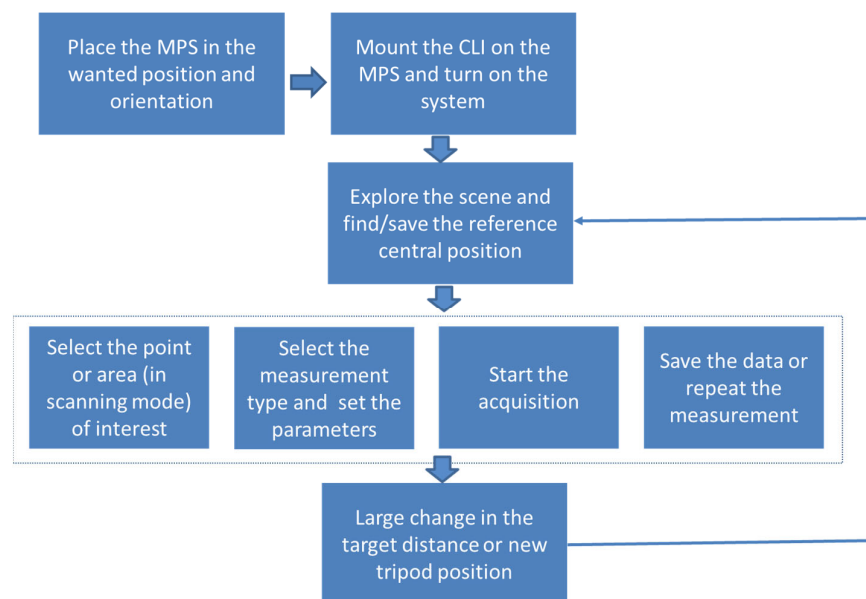 Place the MPS in the
wanted position and
orientation
Mount the CLI on the
MPS and turn on the
system
Explore the scene and
find/save the reference
central position
Select the point
or area (in
scanning mode)
of interest
Select the
measurement
type and  set the
parameters
Start the
acquisition
Save the data or
repeat the
measurement
Large change in the
target distance or new
tripod position